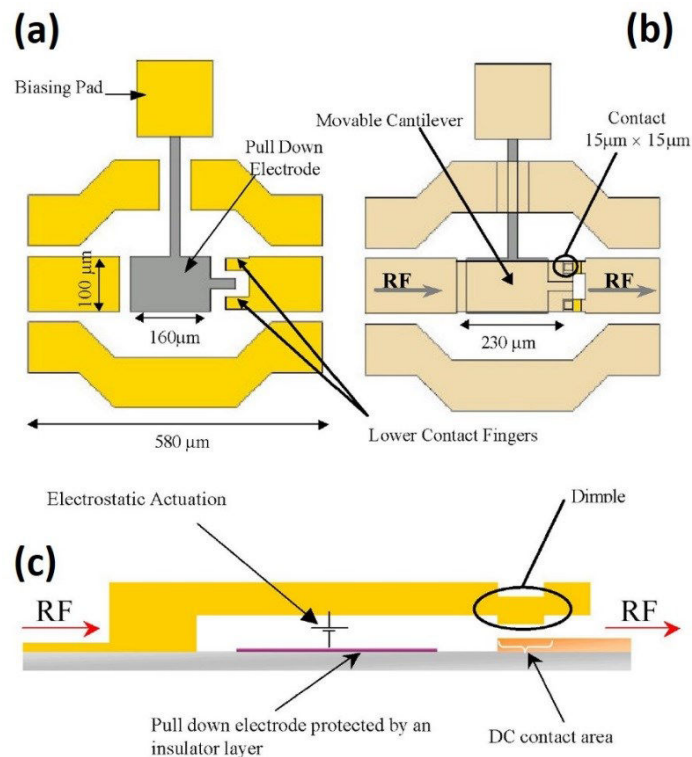 (a)
Biasing Pad
Pull Down
Electrode
100 µm
160µm
580 µm
Lower Contact Fingers
(b)
Movable Cantilever
Contact
15µm × 15µm
RF
RF
230 µm
(c)
Electrostatic Actuation
Dimple
RF
RF
Pull down electrode protected by an
insulator layer
DC contact area